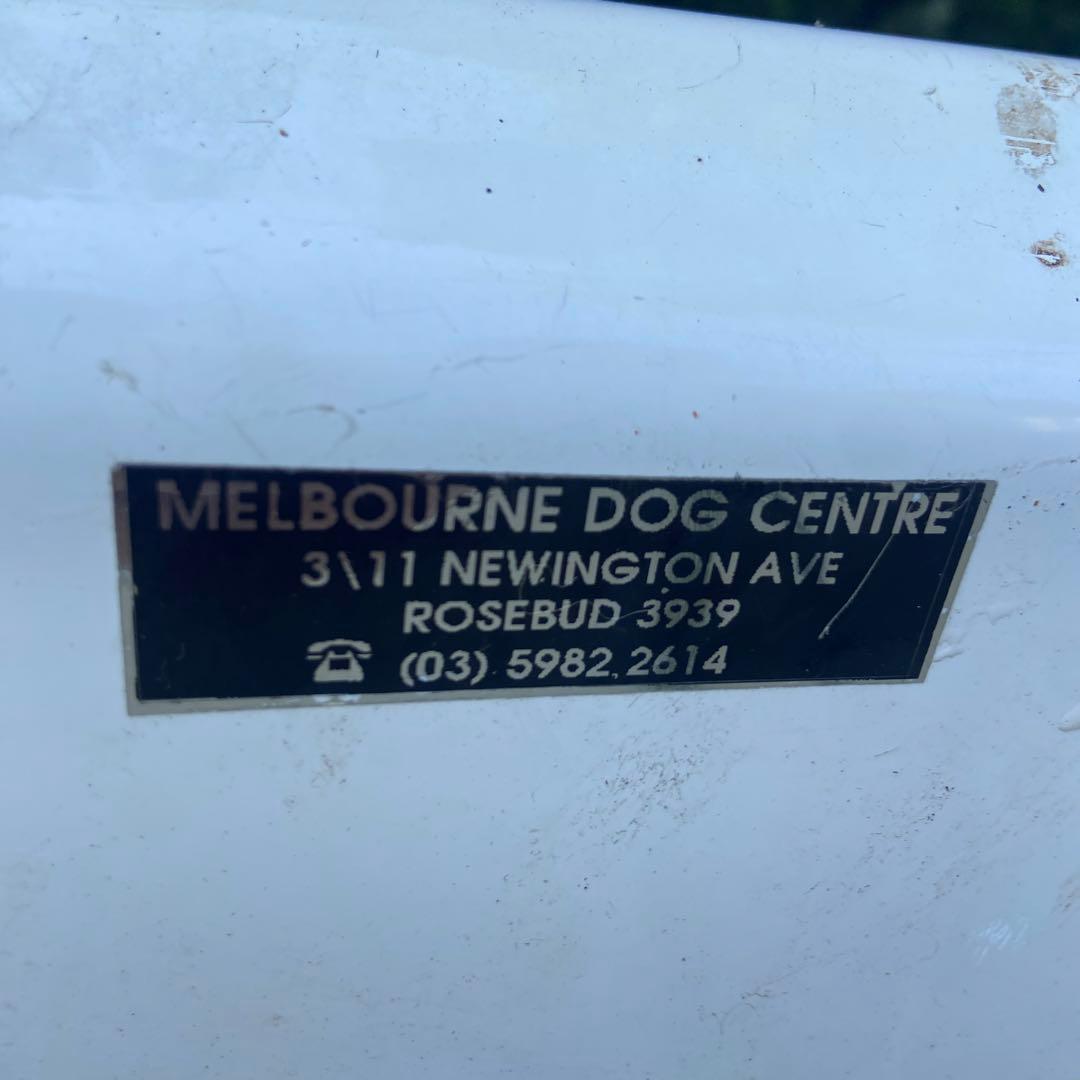 MELBOURNE DOG CENTRE
3\11 NEWINGTON AVE
ROSEBUD 3939
(03) 5982 2614